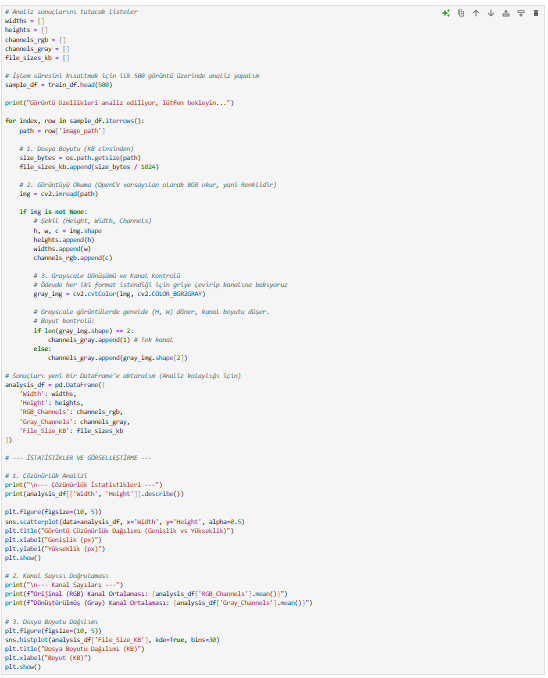 # Analiz sonuçlarını tutacak listeler
widths = []
heights = []
channels_rgb = []
channels_gray = []
file_sizes_kb = []
# İşlem süresini kısaltmak için ilk 500 görüntü üzerinde analiz yapalım
sample_df = train_df.head(500)
print("Görüntü özellikleri analiz ediliyor, lütfen bekleyin...")
for index, row in sample_df.iterrows():
    path = row['image_path']
    # 1. Dosya Boyutu (KB cinsinden)
    size_bytes = os.path.getsize(path)
    file_sizes_kb.append(size_bytes / 1024)
    # 2. Görüntüyü Okuma (OpenCV varsayılan olarak BGR okur, yani Renklidir)
    img = cv2.imread(path)
    if img is not None:
        # Şekil (Height, Width, Channels)
        h, w, c = img.shape
        heights.append(h)
        widths.append(w)
        channels_rgb.append(c)
        # 3. Grayscale Dönüşümü ve Kanal Kontrolü
        # Ödevde her iki format istendiği için griye çevirip kanalına bakıyoruz
        gray_img = cv2.cvtColor(img, cv2.COLOR_BGR2GRAY)
        # Grayscale görüntülerde genelde (H, W) döner, kanal boyutu düşer.
        # Boyut kontrolü:
        if len(gray_img.shape) == 2:
            channels_gray.append(1) # Tek kanal
        else:
            channels_gray.append(gray_img.shape[2])
# Sonuçları yeni bir DataFrame'e aktaralım (Analiz kolaylığı için)
analysis_df = pd.DataFrame({
    'Width': widths,
    'Height': heights,
    'RGB_Channels': channels_rgb,
    'Gray_Channels': channels_gray,
    'File_Size_KB': file_sizes_kb
})
# --- İSTATİSTİKLER VE GÖRSELLEŞTİRME ---
# 1. Çözünürlük Analizi
print("\n--- Çözünürlük İstatistikleri ---")
print(analysis_df[['Width', 'Height']].describe())
plt.figure(figsize=(10, 5))
sns.scatterplot(data=analysis_df, x='Width', y='Height', alpha=0.5)
plt.title("Görüntü Çözünürlük Dağılımı (Genişlik vs Yükseklik)")
plt.xlabel("Genişlik (px)")
plt.ylabel("Yükseklik (px)")
plt.show()
# 2. Kanal Sayısı Doğrulaması
print("\n--- Kanal Sayıları ---")
print(f"Orijinal (RGB) Kanal Ortalaması: {analysis_df['RGB_Channels'].mean()}")
print(f"Dönüştürülmüş (Gray) Kanal Ortalaması: {analysis_df['Gray_Channels'].mean()}")
# 3. Dosya Boyutu Dağılımı
plt.figure(figsize=(10, 5))
sns.histplot(analysis_df['File_Size_KB'], kde=True, bins=30)
plt.title("Dosya Boyutu Dağılımı (KB)")
plt.xlabel("Boyut (KB)")
plt.show()